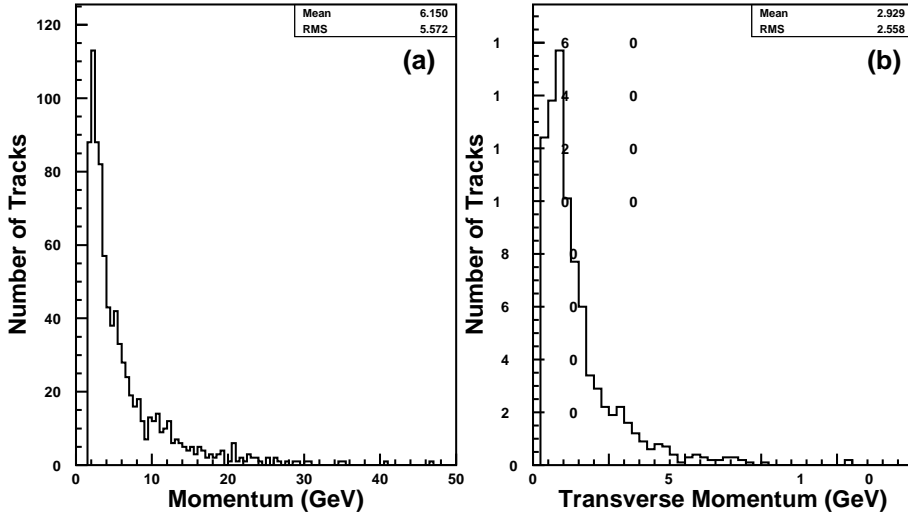 Mean 6.150
RMS 5.572
(a)
Number of Tracks
120
100
80
60
40
20
0
0 10 20 30 40 50
Momentum (GeV)
Mean 2.929
RMS 2.558
(b)
Number of Tracks
1 6 0
1 4 0
1 2 0
1 0 0
8 0
6 0
4 0
2 0
0
0 5 1 0
Transverse Momentum (GeV)